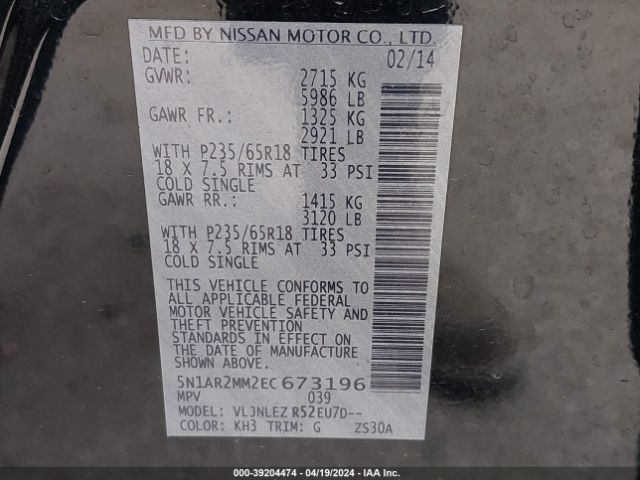 MFD BY NISSAN MOTOR CO., LTD.
DATE: 02/14
GVWR: 2715 KG
5986 LB
GAWR FR.: 1325 KG
2921 LB
WITH P235/65R18 TIRES
18 X 7.5 RIMS AT 33 PSI
COLD SINGLE
GAWR RR.: 1415 KG
3120 LB
WITH P235/65R18 TIRES
18 X 7.5 RIMS AT 33 PSI
COLD SINGLE
THIS VEHICLE CONFORMS TO
ALL APPLICABLE FEDERAL
MOTOR VEHICLE SAFETY AND
THEFT PREVENTION
STANDARDS IN EFFECT ON
THE DATE OF MANUFACTURE
SHOWN ABOVE.
5N1AR2MM2EC673196
MPV 039
MODEL: VLJNLEZ R52EU7D--
COLOR: KH3 TRIM: G ZS30A
000-39204474 - 04/19/2024 - IAA Inc.